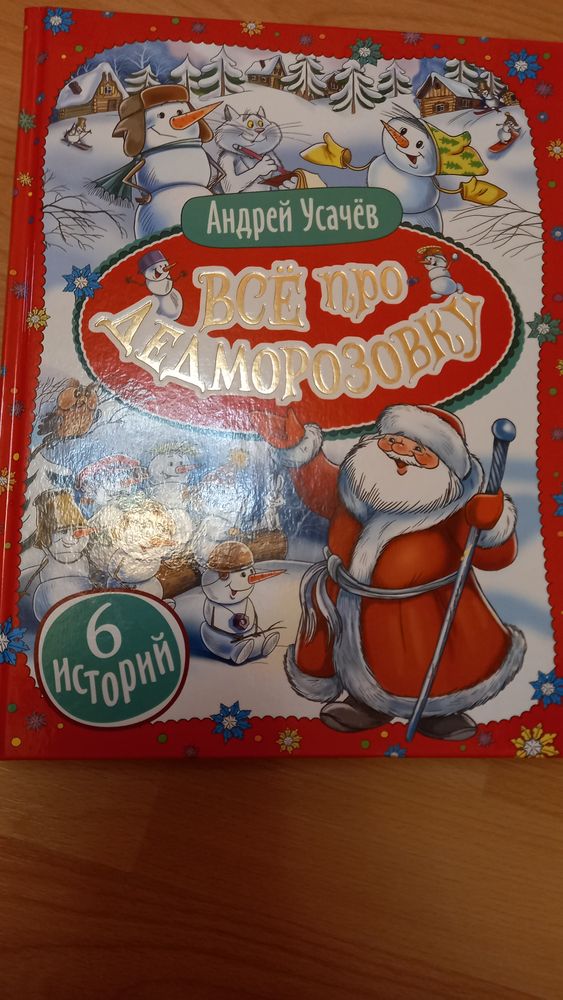 Андрей Усачёв
ВСЁ про
ДЕДМОРОЗОВКУ
6
историй